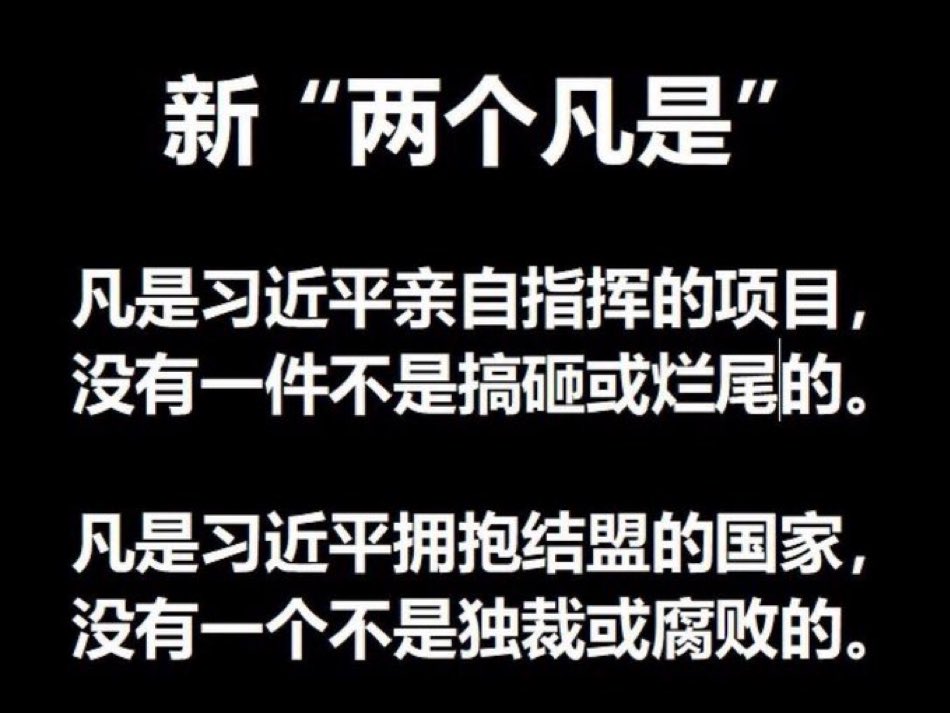 新“两个凡是”
凡是习近平亲自指挥的项目，
没有一件不是搞砸或烂尾的。
凡是习近平拥抱结盟的国家，
没有一个不是独裁或腐败的。